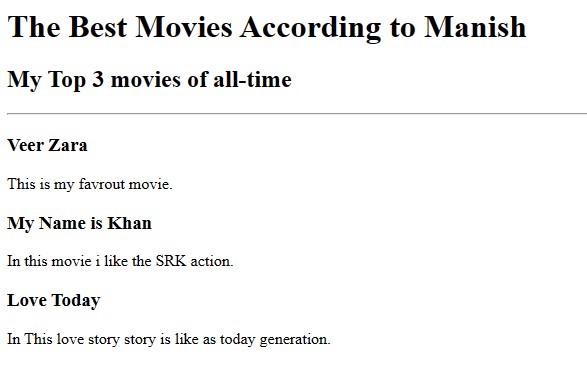 The Best Movies According to Manish
My Top 3 movies of all-time
Veer Zara
This is my favrout movie.
My Name is Khan
In this movie i like the SRK action.
Love Today
In This love story story is like as today generation.